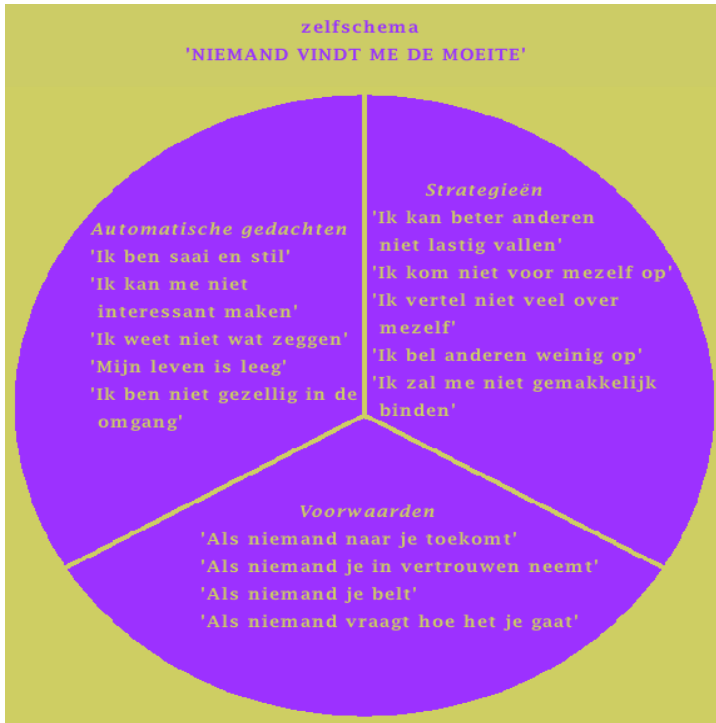 zelfschema
'NIEMAND VINDT ME DE MOEITE'
Automatische gedachten
'Ik ben saai en stil'
'Ik kan me niet
interessant maken'
'Ik weet niet wat zeggen'
'Mijn leven is leeg'
'Ik ben niet gezellig in de
omgang'
Strategieën
'Ik kan beter anderen
niet lastig vallen'
'Ik kom niet voor mezelf op'
'Ik vertel niet veel over
mezelf'
'Ik bel anderen weinig op'
'Ik zal me niet gemakkelijk
binden'
Voorwaarden
'Als niemand naar je toekomt'
'Als niemand je in vertrouwen neemt'
'Als niemand je belt'
'Als niemand vraagt hoe het je gaat'